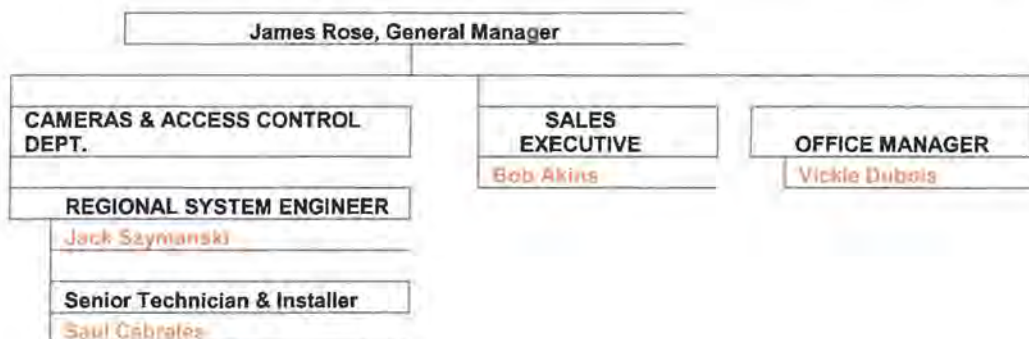 James Rose, General Manager
CAMERAS & ACCESS CONTROL
DEPT.
REGIONAL SYSTEM ENGINEER
Jack Szymanski
Senior Technician & Installer
Saul Cabrales
SALES
EXECUTIVE
Bob Akins
OFFICE MANAGER
Vickie Dubois